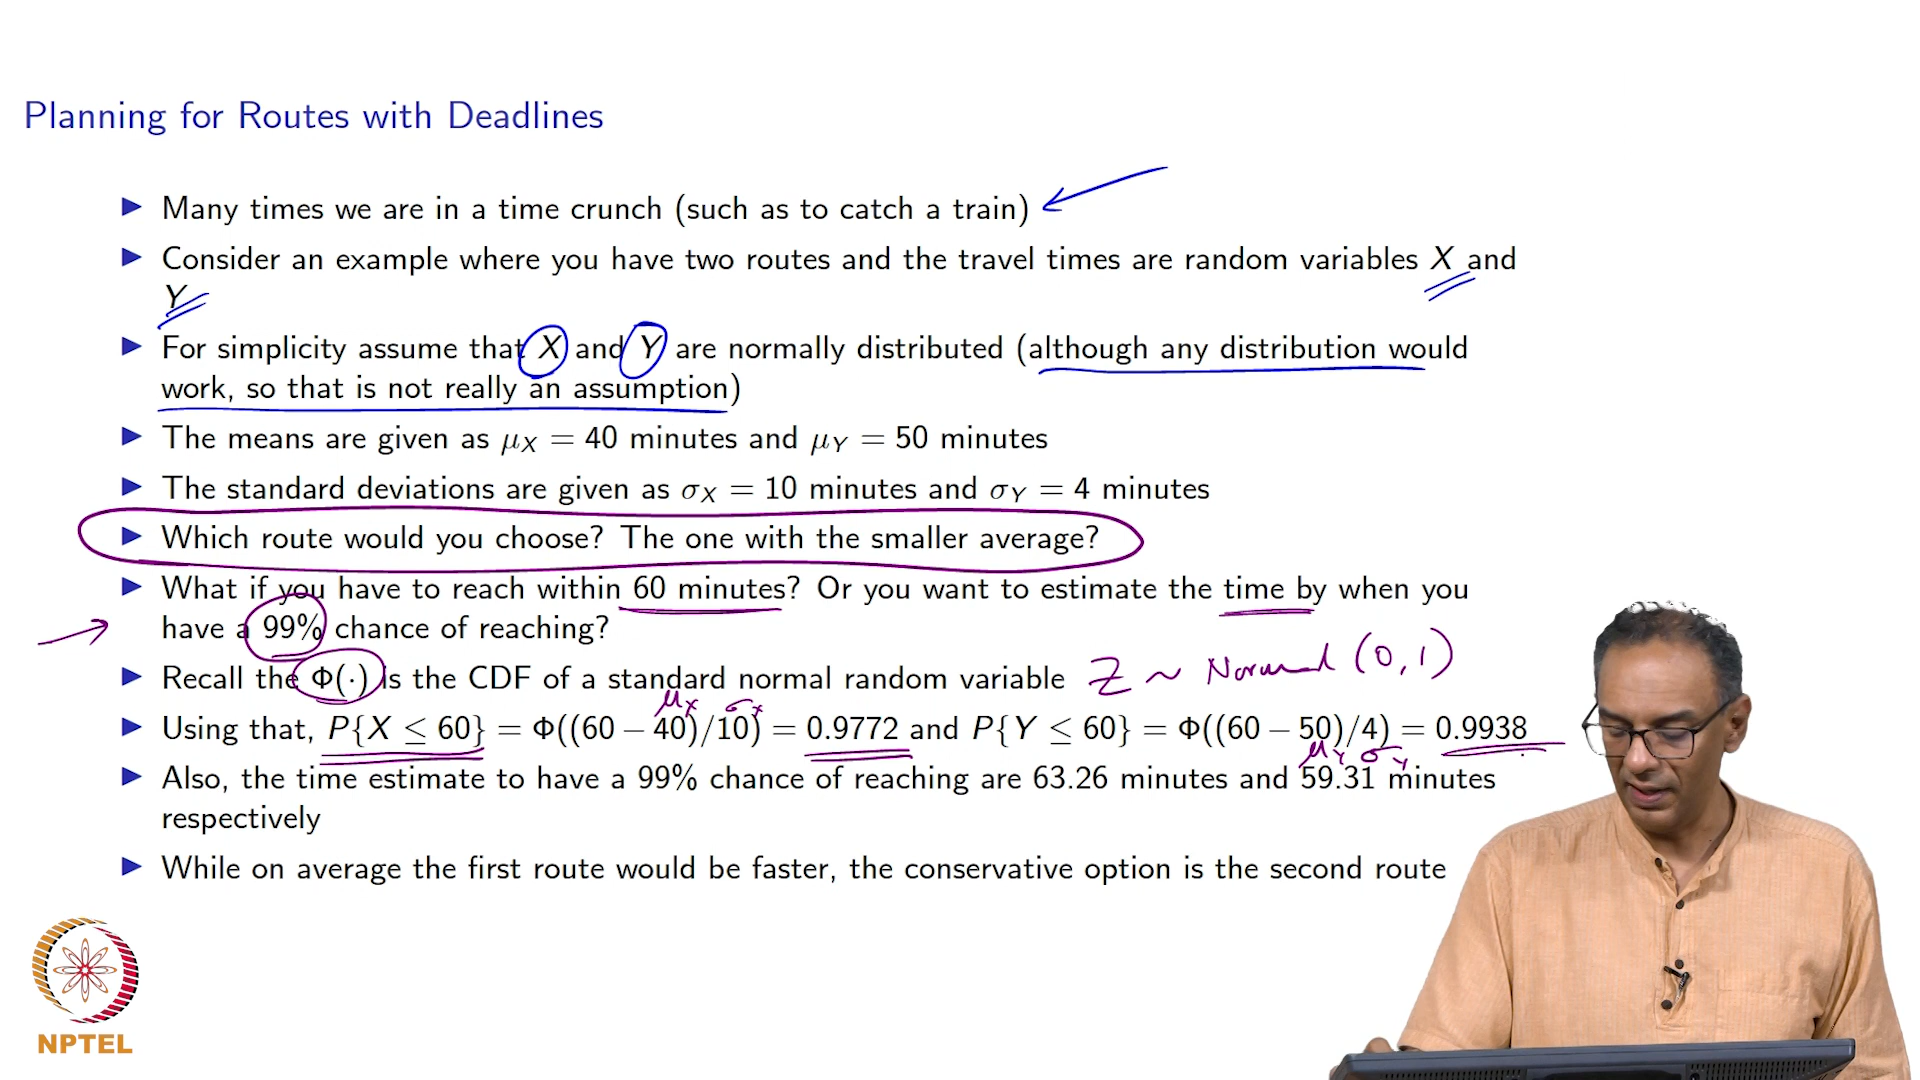 Planning for Routes with Deadlines
▶ Many times we are in a time crunch (such as to catch a train)
▶ Consider an example where you have two routes and the travel times are random variables X and
Y
▶ For simplicity assume that X and Y are normally distributed (although any distribution would
work, so that is not really an assumption)
▶ The means are given as μ_X = 40 minutes and μ_Y = 50 minutes
▶ The standard deviations are given as σ_X = 10 minutes and σ_Y = 4 minutes
▶ Which route would you choose? The one with the smaller average?
▶ What if you have to reach within 60 minutes? Or you want to estimate the time by when you
have a 99% chance of reaching?
▶ Recall the Φ(·) is the CDF of a standard normal random variable Z ~ Normal (0,1)
μ_X σ_X
▶ Using that, P{X ≤ 60} = Φ((60 − 40)/10) = 0.9772 and P{Y ≤ 60} = Φ((60 − 50)/4) = 0.9938
μ_Y σ_Y
▶ Also, the time estimate to have a 99% chance of reaching are 63.26 minutes and 59.31 minutes
respectively
▶ While on average the first route would be faster, the conservative option is the second route
NPTEL